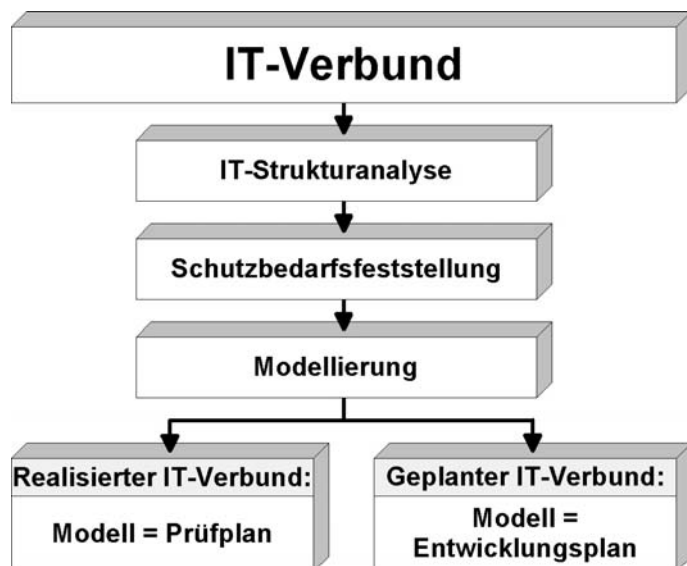 IT-Verbund
IT-Strukturanalyse
Schutzbedarfsfeststellung
Modellierung
Realisierter IT-Verbund:
Modell = Prüfplan
Geplanter IT-Verbund:
Modell =
Entwicklungsplan